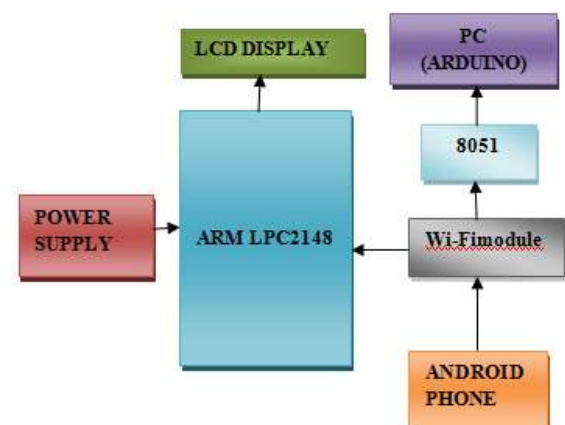 LCD DISPLAY
PC
(ARDUINO)
8051
POWER
SUPPLY
ARM LPC2148
Wi-Fimodule
ANDROID
PHONE